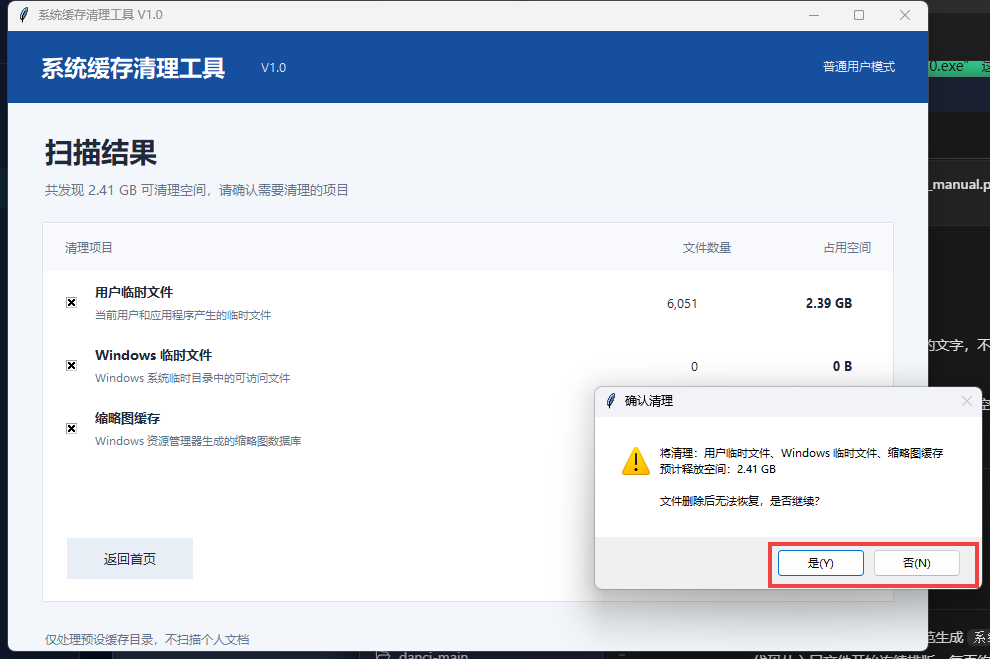 系统缓存清理工具 V1.0
系统缓存清理工具 V1.0 普通用户模式
0.exe"
_manual.p
扫描结果
共发现 2.41 GB 可清理空间，请确认需要清理的项目
清理项目 文件数量 占用空间
用户临时文件 6,051 2.39 GB
当前用户和应用程序产生的临时文件
的文字，不
Windows 临时文件 0 0 B
Windows 系统临时目录中的可访问文件
缩略图缓存
Windows 资源管理器生成的缩略图数据库
确认清理
将清理：用户临时文件、Windows 临时文件、缩略图缓存
预计释放空间：2.41 GB
文件删除后无法恢复，是否继续？
是(Y) 否(N)
返回首页
仅处理预设缓存目录，不扫描个人文档
生成 系统
danci-main